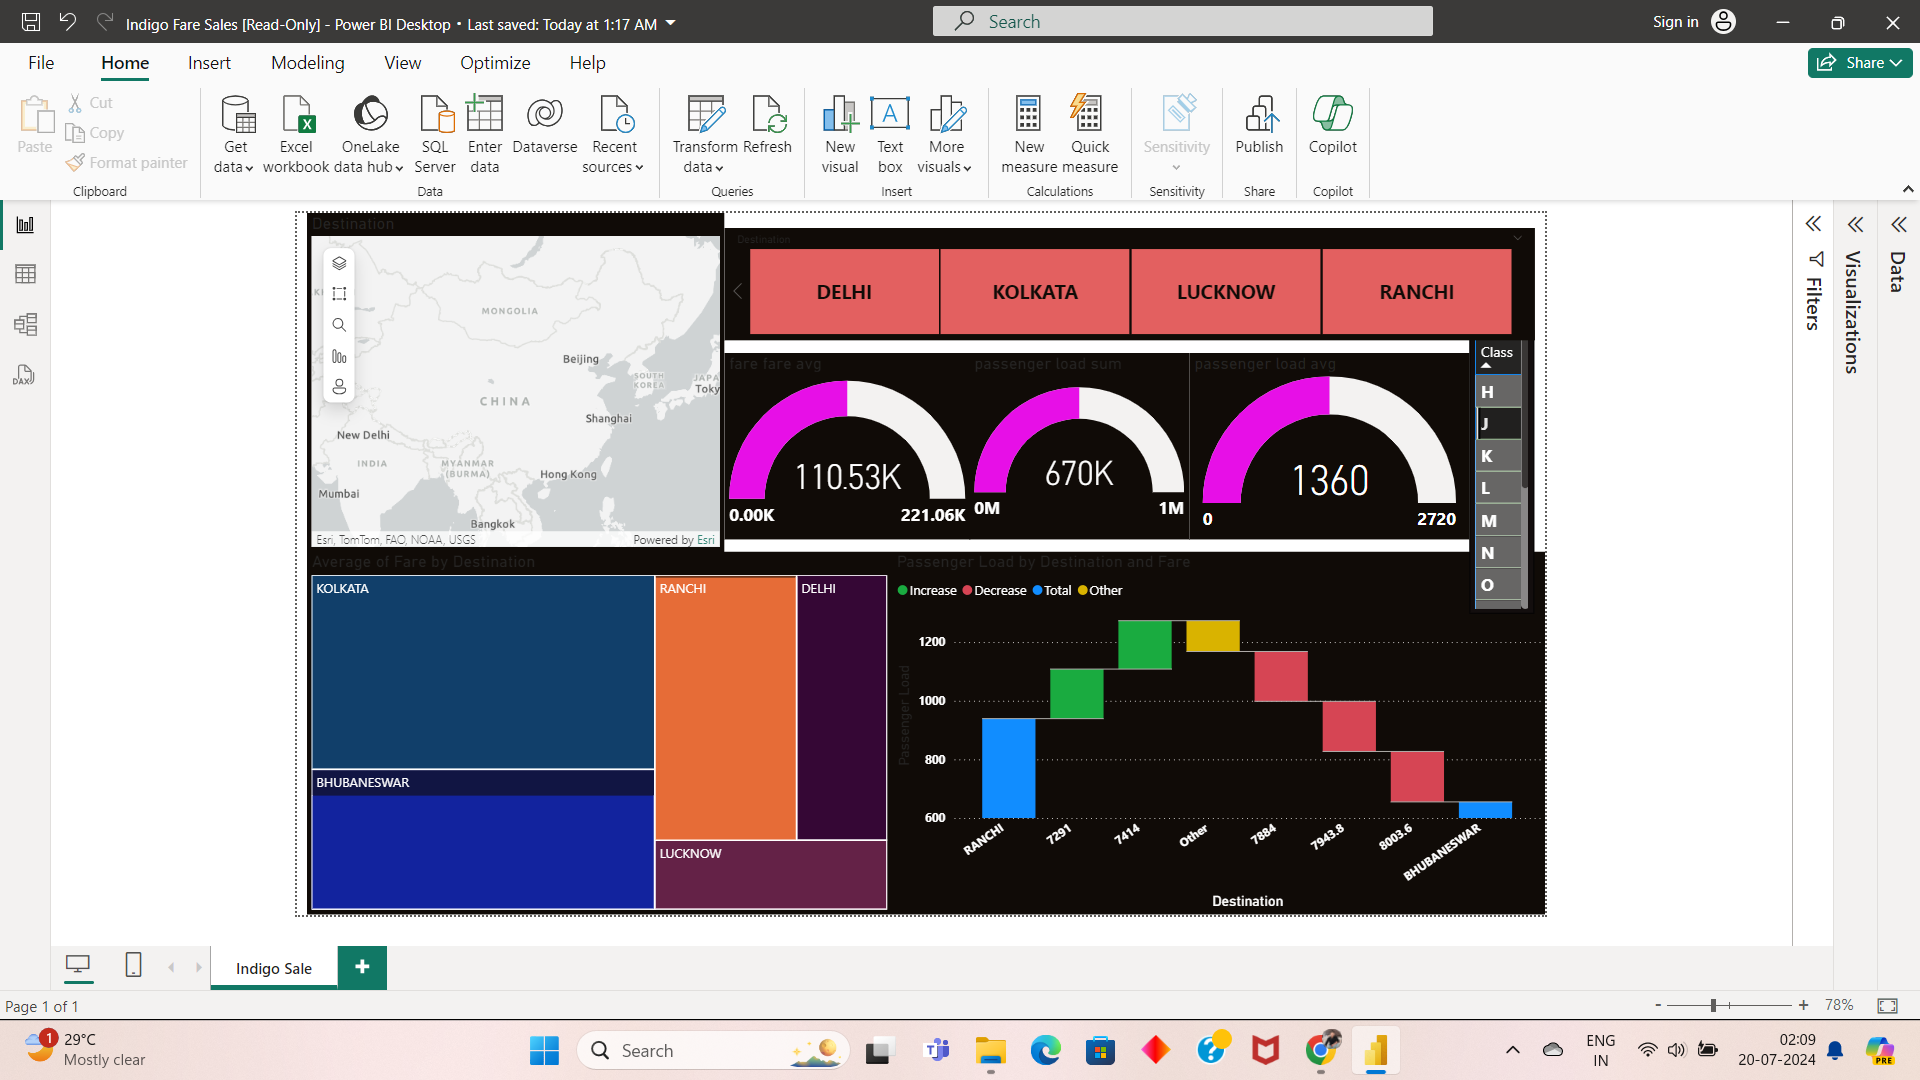 Indigo Fare Sales [Read-Only] - Power BI Desktop • Last saved: Today at 1:17 AM
Search
Sign in
File
Home
Insert
Modeling
View
Optimize
Help
Share
Paste
Cut
Copy
Format painter
Clipboard
Get data
Excel workbook
OneLake data hub
SQL Server
Enter data
Dataverse
Recent sources
Data
Transform data
Refresh
Queries
New visual
Text box
More visuals
Insert
New measure
Quick measure
Calculations
Sensitivity
Sensitivity
Publish
Share
Copilot
Copilot
DAX
Destination
MONGOLIA
Beijing
SOUTH KOREA
JAPA
Toky
CHINA
Shanghai
New Delhi
INDIA
MYANMAR (BURMA)
Hong Kong
Mumbai
Bangkok
Esri, TomTom, FAO, NOAA, USGS
Powered by Esri
Destination
DELHI
KOLKATA
LUCKNOW
RANCHI
fare fare avg
110.53K
0.00K
221.06K
passenger load sum
670K
0M
1M
passenger load avg
1360
0
2720
Class
H
J
K
L
M
N
O
Average of Fare by Destination
KOLKATA
RANCHI
DELHI
BHUBANESWAR
LUCKNOW
Passenger Load by Destination and Fare
Increase
Decrease
Total
Other
Passenger Load
1200
1000
800
600
RANCHI
7291
7414
Other
7884
7943.8
8003.6
BHUBANESWAR
Destination
Filters
Visualizations
Data
Indigo Sale
Page 1 of 1
78%
1
29°C
Mostly clear
Search
ENG
IN
02:09
20-07-2024
PRE